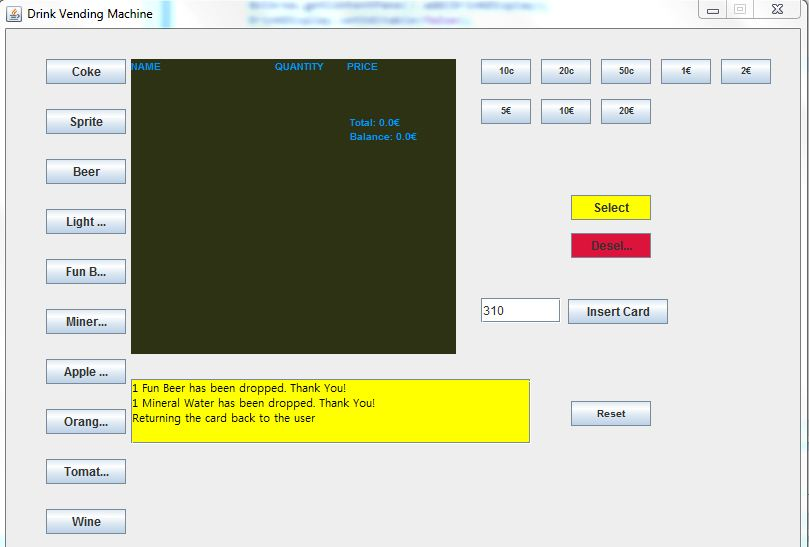 Drink Vending Machine
Coke
NAME QUANTITY PRICE
10c 20c 50c 1€ 2€
5€ 10€ 20€
Sprite
Total: 0.0€
Balance: 0.0€
Beer
Select
Light ...
Desel...
Fun B...
310
Insert Card
Miner...
Apple ...
1 Fun Beer has been dropped. Thank You!
1 Mineral Water has been dropped. Thank You!
Returning the card back to the user
Reset
Orang...
Tomat...
Wine